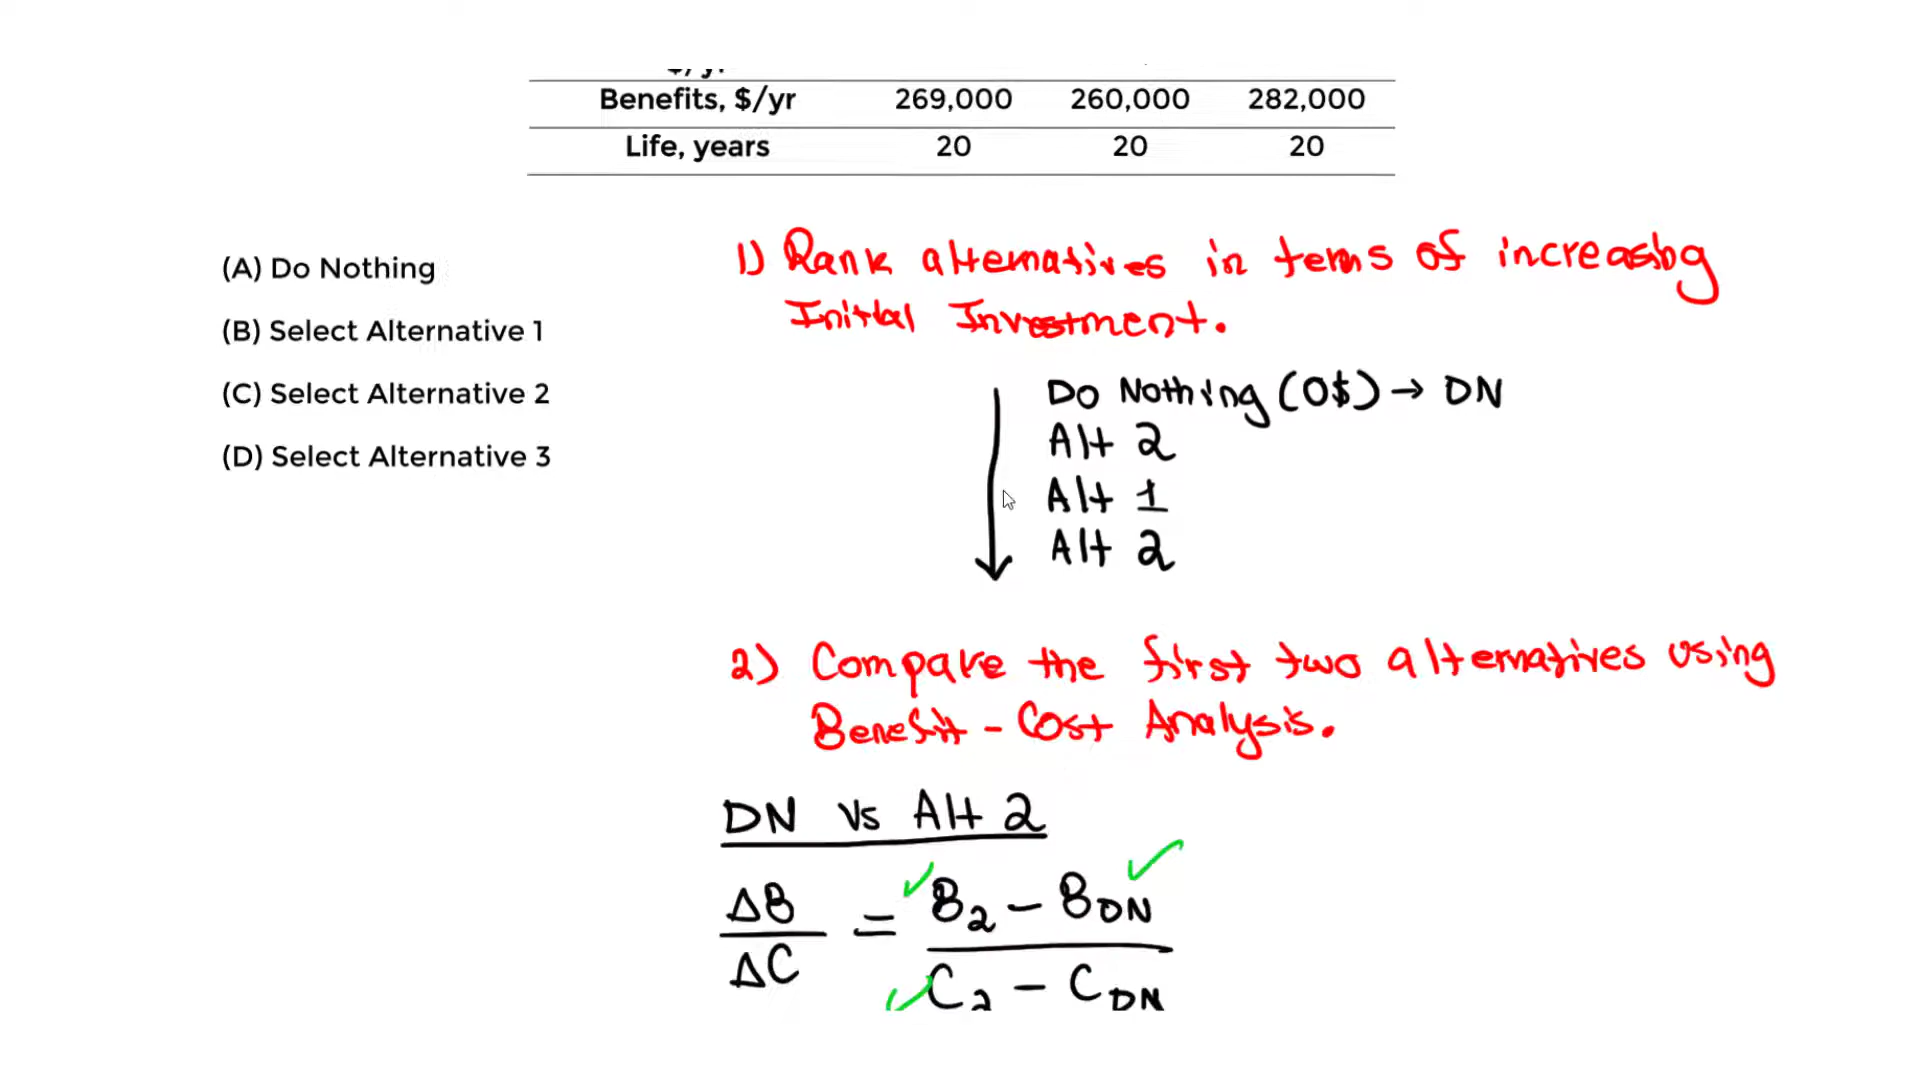 $/yr
Benefits, $/yr 269,000 260,000 282,000
Life, years 20 20 20
(A) Do Nothing
(B) Select Alternative 1
(C) Select Alternative 2
(D) Select Alternative 3
1) Rank alternatives in terms of increasing
Initial Investment.
Do Nothing (0$) → DN
Alt 2
Alt 1
Alt 2
2) Compare the first two alternatives using
Benefit - Cost Analysis.
DN Vs Alt 2
ΔB / ΔC = B2 - BDN / C2 - CDN